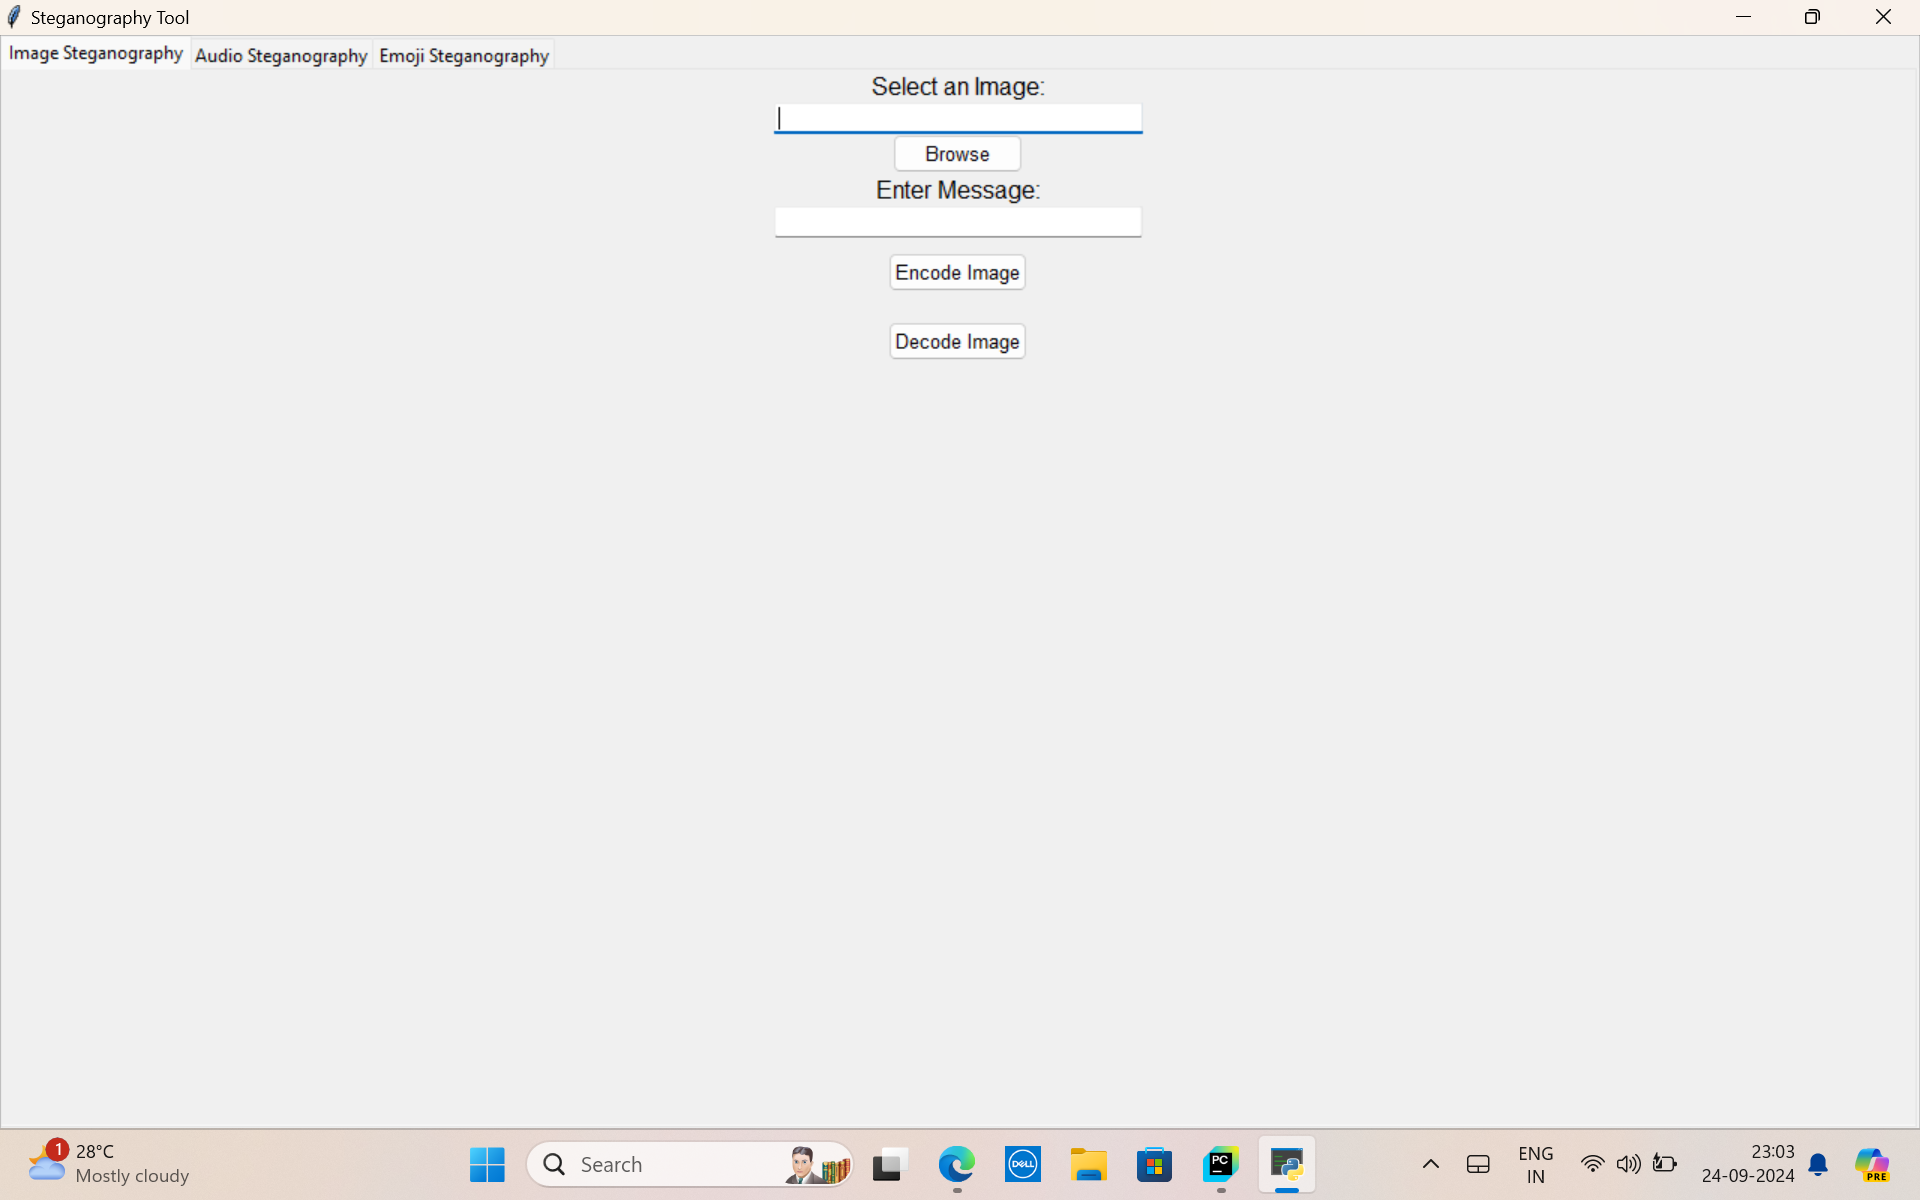 Steganography Tool
Image Steganography Audio Steganography Emoji Steganography
Select an Image:
Browse
Enter Message:
Encode Image
Decode Image
1
28°C
Mostly cloudy
Search
DELL
PC
ENG
IN
23:03
24-09-2024
PRE